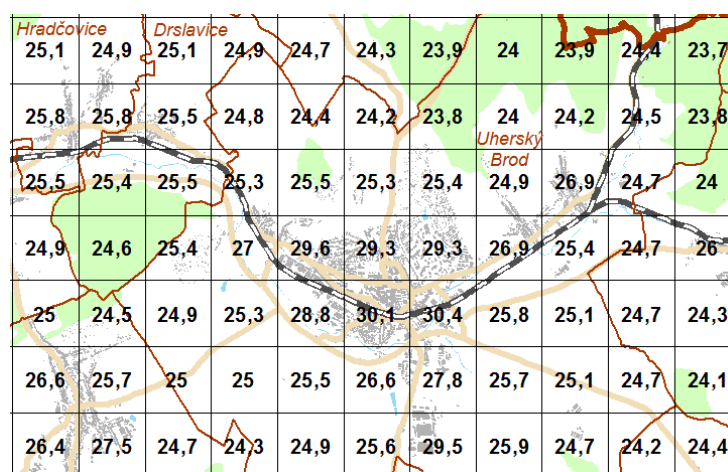 Hradčovice Drslavice
25,1 24,9 25,1 24,9 24,7 24,3 23,9 24 23,9 24,4 23,7
25,8 25,8 25,5 24,8 24,4 24,2 23,8 24 24,2 24,5 23,8
Uherský
Brod
25,5 25,4 25,5 25,3 25,5 25,3 25,4 24,9 26,9 24,7 24
24,9 24,6 25,4 27 29,6 29,3 29,3 26,9 25,4 24,7 26
25 24,5 24,9 25,3 28,8 30,1 30,4 25,8 25,1 24,7 24,3
26,6 25,7 25 25 25,5 26,6 27,8 25,7 25,1 24,7 24,1
26,4 27,5 24,7 24,3 24,9 25,6 29,5 25,9 24,7 24,2 24,4